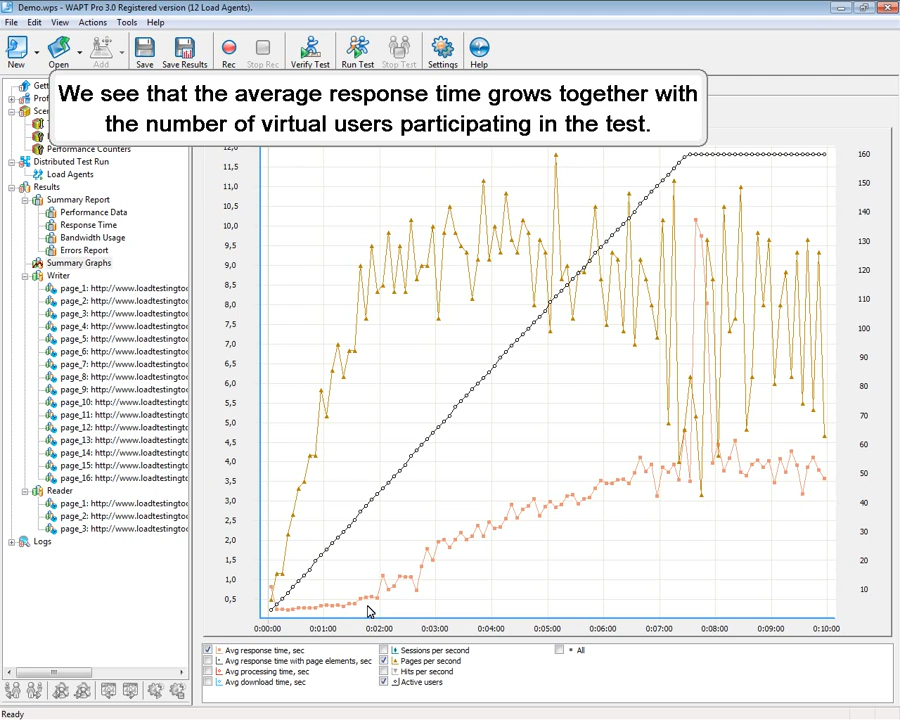 Demo.wps - WAPT Pro 3.0 Registered version (12 Load Agents).
File Edit View Actions Tools Help
New Open Add Save Save Results Rec Stop Rec Verify Test Run Test Stop Test Settings Help
We see that the average response time grows together with
the number of virtual users participating in the test.
Performance Counters
Distributed Test Run
Load Agents
Results
Summary Report
Performance Data
Response Time
Bandwidth Usage
Errors Report
Summary Graphs
Writer
page_1: http://www.loadtestingtoo
page_2: http://www.loadtestingtoo
page_3: http://www.loadtestingtoo
page_4: http://www.loadtestingtoo
page_5: http://www.loadtestingtoo
page_6: http://www.loadtestingtoo
page_7: http://www.loadtestingtoo
page_8: http://www.loadtestingtoo
page_9: http://www.loadtestingtoo
page_10: http://www.loadtestingtc
page_11: http://www.loadtestingtc
page_12: http://www.loadtestingtc
page_13: http://www.loadtestingtc
page_14: http://www.loadtestingtc
page_15: http://www.loadtestingtc
page_16: http://www.loadtestingtc
Reader
page_1: http://www.loadtestingtoo
page_2: http://www.loadtestingtoo
page_3: http://www.loadtestingtoo
Logs
12,0
11,5
11,0
10,5
10,0
9,5
9,0
8,5
8,0
7,5
7,0
6,5
6,0
5,5
5,0
4,5
4,0
3,5
3,0
2,5
2,0
1,5
1,0
0,5
160
150
140
130
120
110
100
90
80
70
60
50
40
30
20
10
0:00:00 0:01:00 0:02:00 0:03:00 0:04:00 0:05:00 0:06:00 0:07:00 0:08:00 0:09:00 0:10:00
Avg response time, sec
Avg response time with page elements, sec
Avg processing time, sec
Avg download time, sec
Sessions per second
Pages per second
Hits per second
Active users
All
Ready